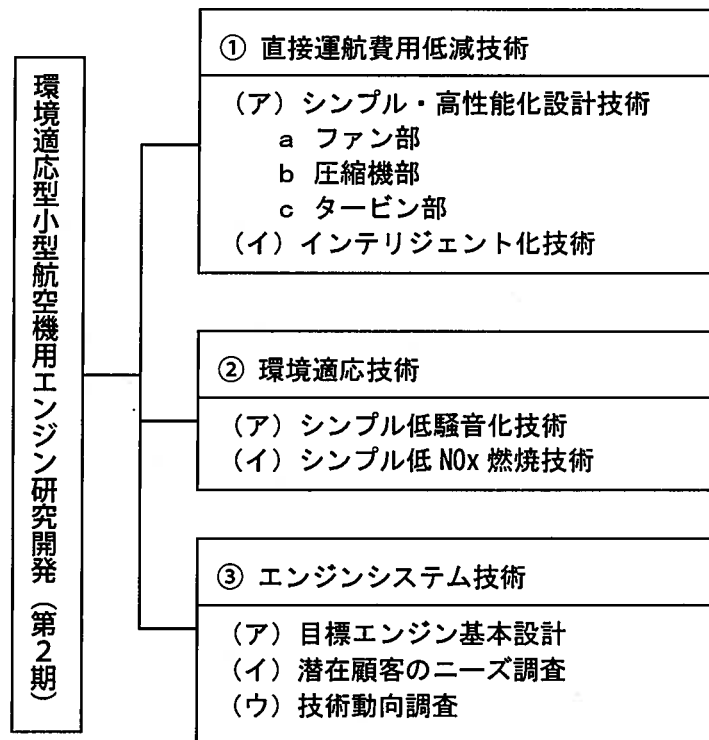 環境適応型小型航空機用エンジン研究開発（第2期）
① 直接運航費用低減技術
（ア）シンプル・高性能化設計技術
a ファン部
b 圧縮機部
c タービン部
（イ）インテリジェント化技術
② 環境適応技術
（ア）シンプル低騒音化技術
（イ）シンプル低 NOx 燃焼技術
③ エンジンシステム技術
（ア）目標エンジン基本設計
（イ）潜在顧客のニーズ調査
（ウ）技術動向調査